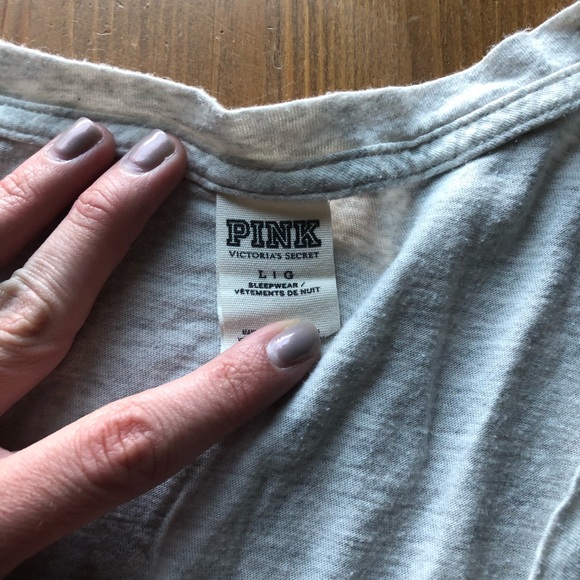 PINK
VICTORIA'S SECRET
L | G
SLEEPWEAR /
VÊTEMENTS DE NUIT